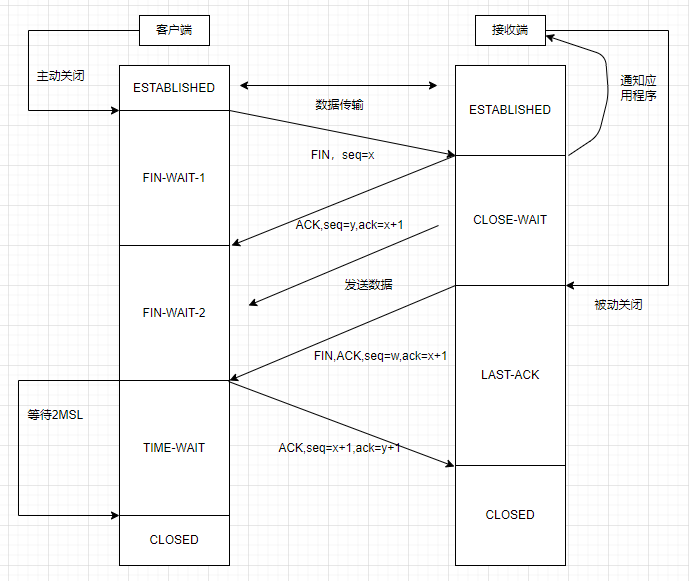 客户端
接收端
主动关闭
通知应
用程序
ESTABLISHED
数据传输
ESTABLISHED
FIN，seq=x
FIN-WAIT-1
ACK,seq=y,ack=x+1
CLOSE-WAIT
发送数据
被动关闭
FIN-WAIT-2
FIN,ACK,seq=w,ack=x+1
LAST-ACK
等待2MSL
TIME-WAIT
ACK,seq=x+1,ack=y+1
CLOSED
CLOSED